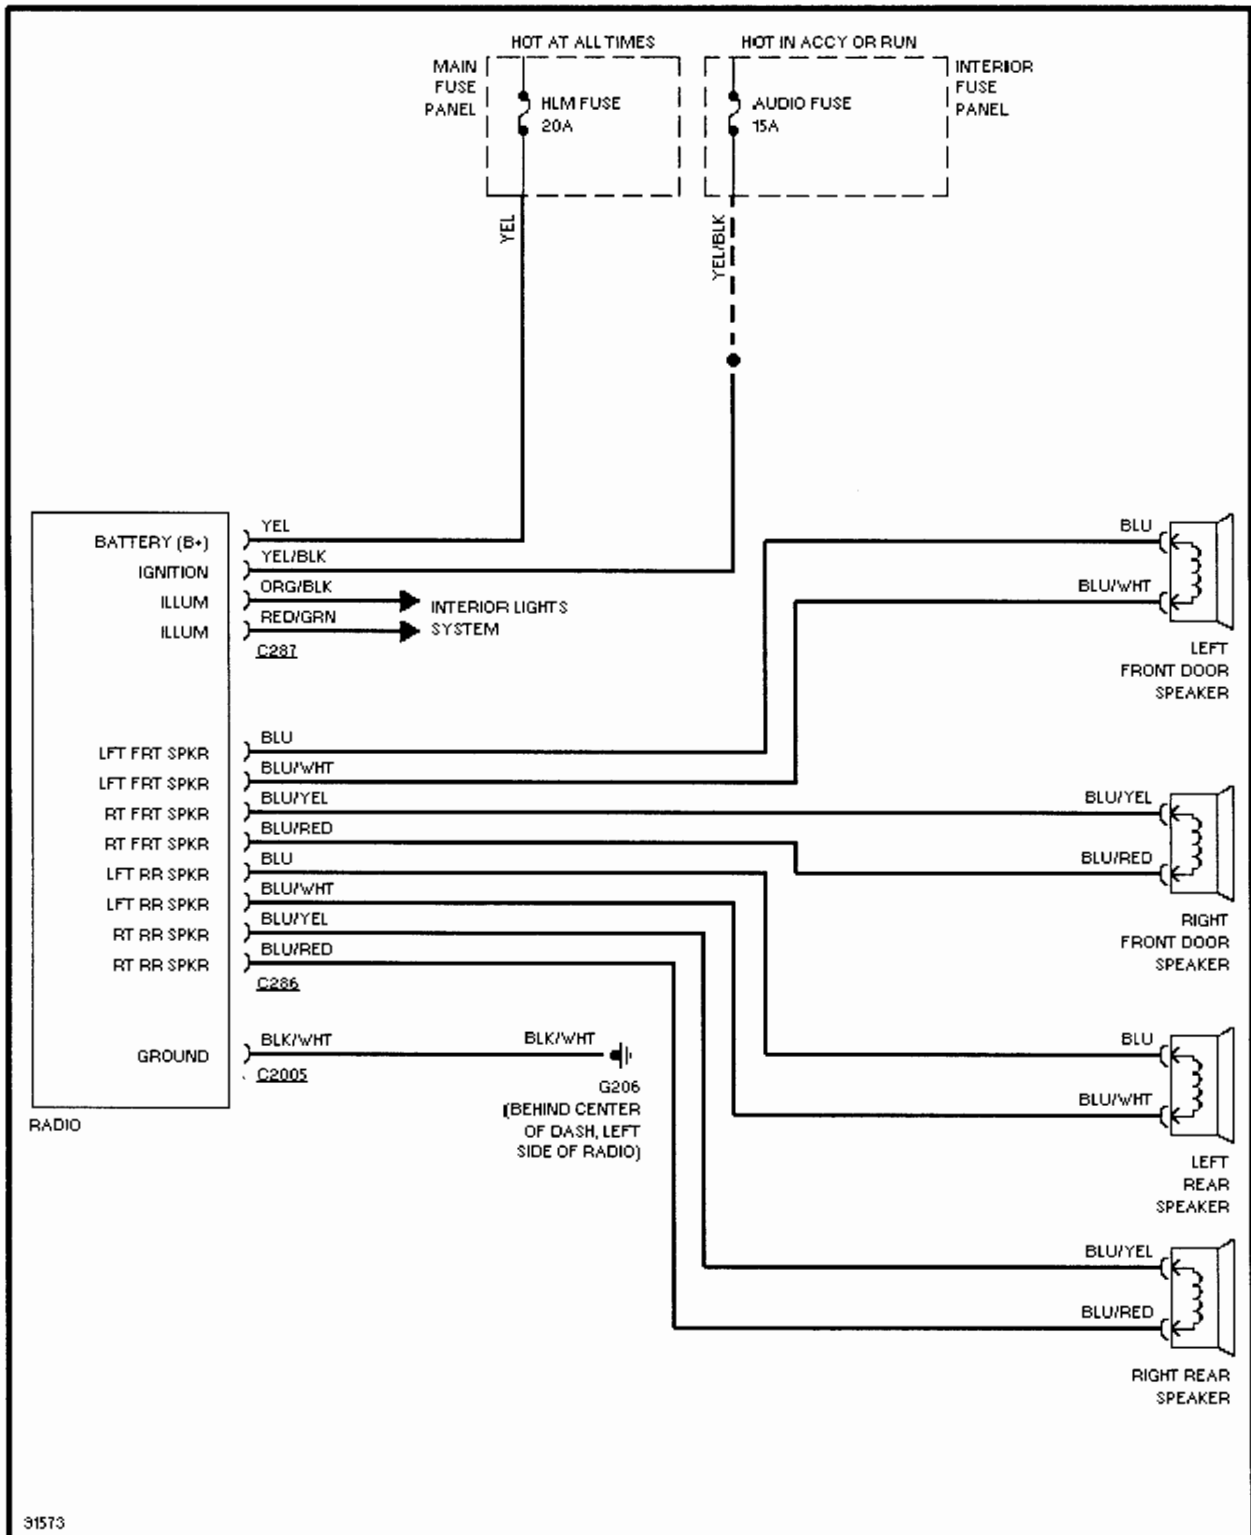 HOT AT ALL TIMES
HOT IN ACCY OR RUN
MAIN
FUSE
PANEL
HLM FUSE
20A
AUDIO FUSE
15A
INTERIOR
FUSE
PANEL
YEL
YEL/BLK
BATTERY (B+)
YEL
IGNITION
YEL/BLK
ILLUM
ORG/BLK
ILLUM
RED/GRN
INTERIOR LIGHTS
SYSTEM
C287
LFT FRT SPKR
BLU
LFT FRT SPKR
BLU/WHT
RT FRT SPKR
BLU/YEL
RT FRT SPKR
BLU/RED
LFT RR SPKR
BLU
LFT RR SPKR
BLU/WHT
RT RR SPKR
BLU/YEL
RT RR SPKR
BLU/RED
C286
GROUND
BLK/WHT
BLK/WHT
C2005
G206
(BEHIND CENTER
OF DASH, LEFT
SIDE OF RADIO)
RADIO
BLU
BLU/WHT
LEFT
FRONT DOOR
SPEAKER
BLU/YEL
BLU/RED
RIGHT
FRONT DOOR
SPEAKER
BLU
BLU/WHT
LEFT
REAR
SPEAKER
BLU/YEL
BLU/RED
RIGHT REAR
SPEAKER
91573